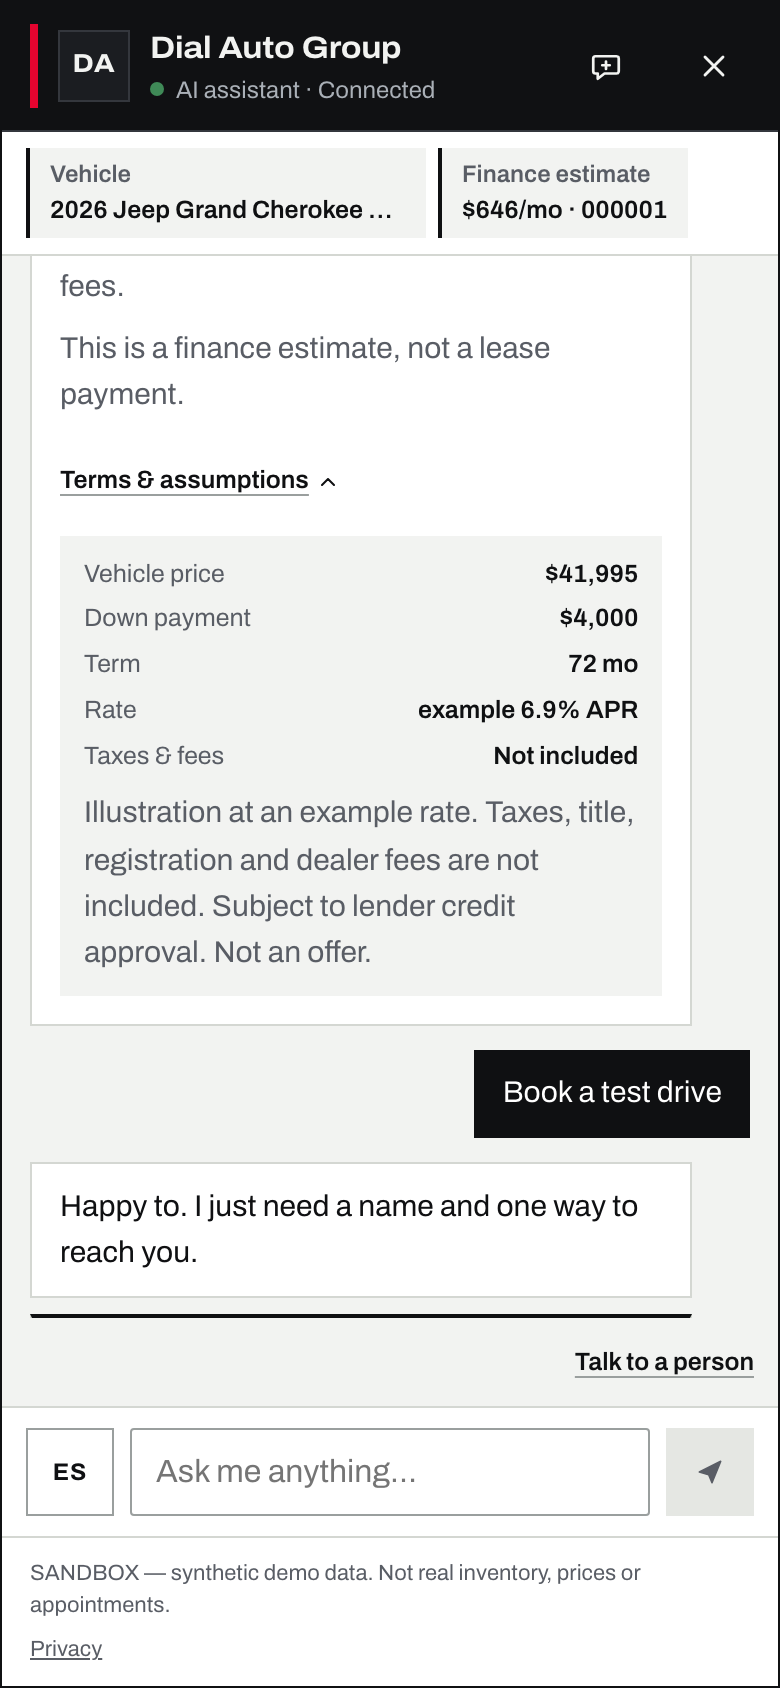 DA
Dial Auto Group
AI assistant · Connected
Vehicle
2026 Jeep Grand Cherokee ...
Finance estimate
$646/mo · 000001
fees.
This is a finance estimate, not a lease
payment.
Terms & assumptions
Vehicle price $41,995
Down payment $4,000
Term 72 mo
Rate example 6.9% APR
Taxes & fees Not included
Illustration at an example rate. Taxes, title,
registration and dealer fees are not
included. Subject to lender credit
approval. Not an offer.
Book a test drive
Happy to. I just need a name and one way to
reach you.
Talk to a person
ES
Ask me anything...
SANDBOX — synthetic demo data. Not real inventory, prices or
appointments.
Privacy